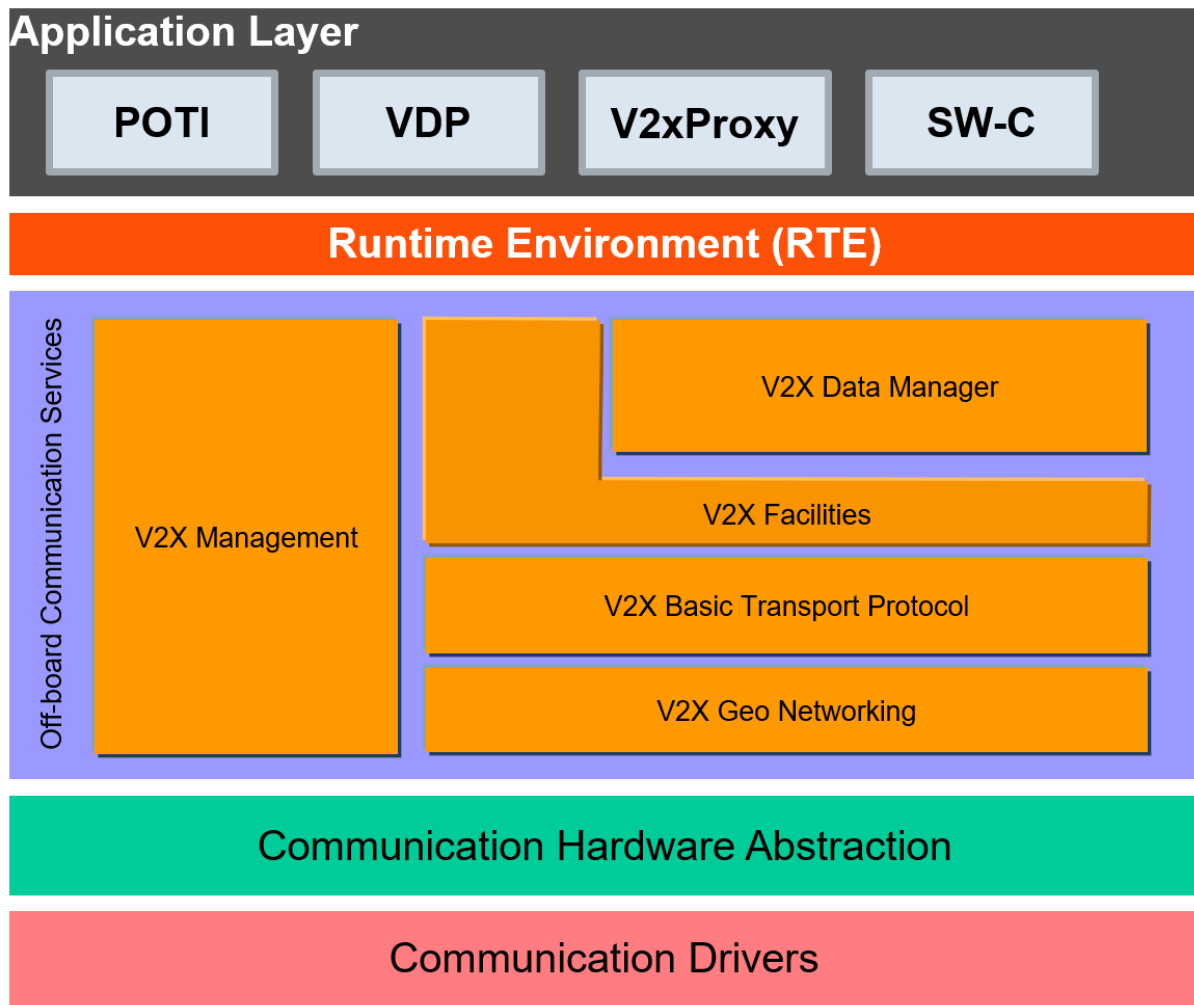 Application Layer
POTI
VDP
V2xProxy
SW-C
Runtime Environment (RTE)
Off-board Communication Services
V2X Management
V2X Data Manager
V2X Facilities
V2X Basic Transport Protocol
V2X Geo Networking
Communication Hardware Abstraction
Communication Drivers